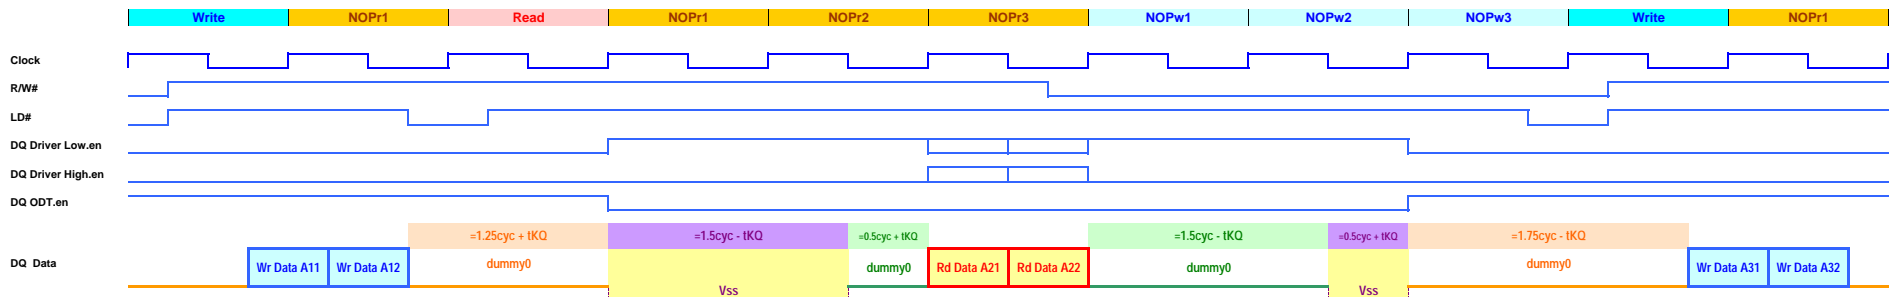 Write NOPr1 Read NOPr1 NOPr2 NOPr3 NOPw1 NOPw2 NOPw3 Write NOPr1
Clock
R/W#
LD#
DQ Driver Low.en
DQ Driver High.en
DQ ODT.en
=1.25cyc + tKQ =1.5cyc - tKQ =0.5cyc + tKQ =1.5cyc - tKQ =0.5cyc + tKQ =1.75cyc - tKQ
DQ Data Wr Data A11 Wr Data A12 dummy0 dummy0 Rd Data A21 Rd Data A22 dummy0 dummy0 Wr Data A31 Wr Data A32
Vss Vss